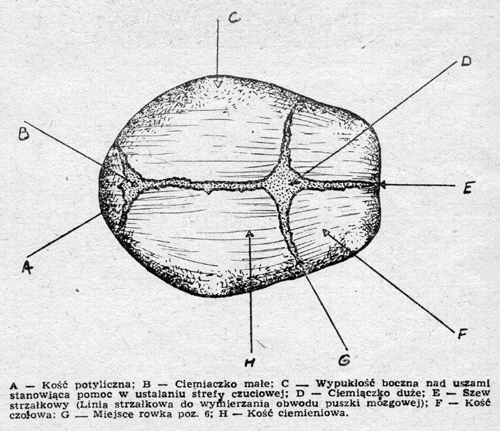 C
D
B
E
A
F
G
H
A — Kość potyliczna; B — Ciemiaczko małe; C — Wypukłość boczna nad uszami
stanowiąca pomoc w ustalaniu strefy czuciowej; D — Ciemiączko duże; E — Szew
strzałkowy (Linia strzałkowa do wymierzania obwodu puszki mózgowej); F — Kość
czołowa; G — Miejsce rowka poz. 6; H — Kość ciemieniowa.